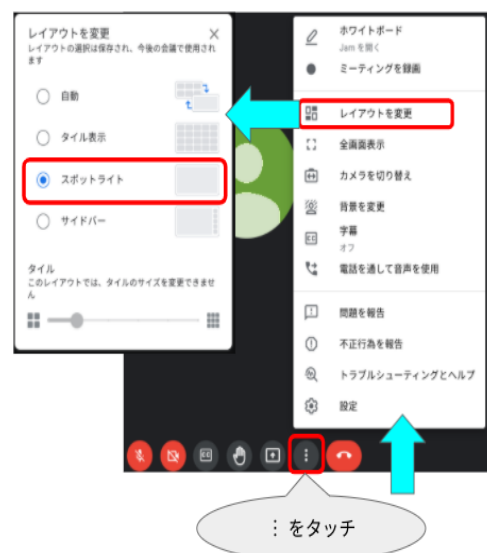 レイアウトを変更
レイアウトの選択は保存され、今後の会議で使用され
ます
自動
タイル表示
スポットライト
サイドバー
タイル
このレイアウトでは、タイルのサイズを変更できませ
ん
ホワイトボード
Jam を開く
ミーティングを録画
レイアウトを変更
全画面表示
カメラを切り替え
背景を変更
字幕
オフ
電話を通して音声を使用
問題を報告
不正行為を報告
トラブルシューティングとヘルプ
設定
︙をタッチ